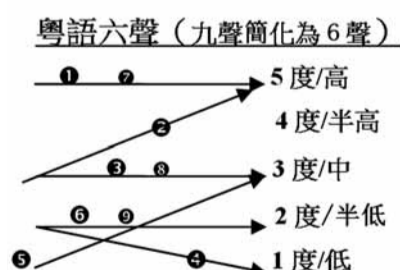 粵語六聲（九聲簡化為6聲）
❶ ❼ 5 度/高
❷ 4 度/半高
❸ ❽ 3 度/中
❻ ❾ 2 度/半低
❺ ❹ 1 度/低